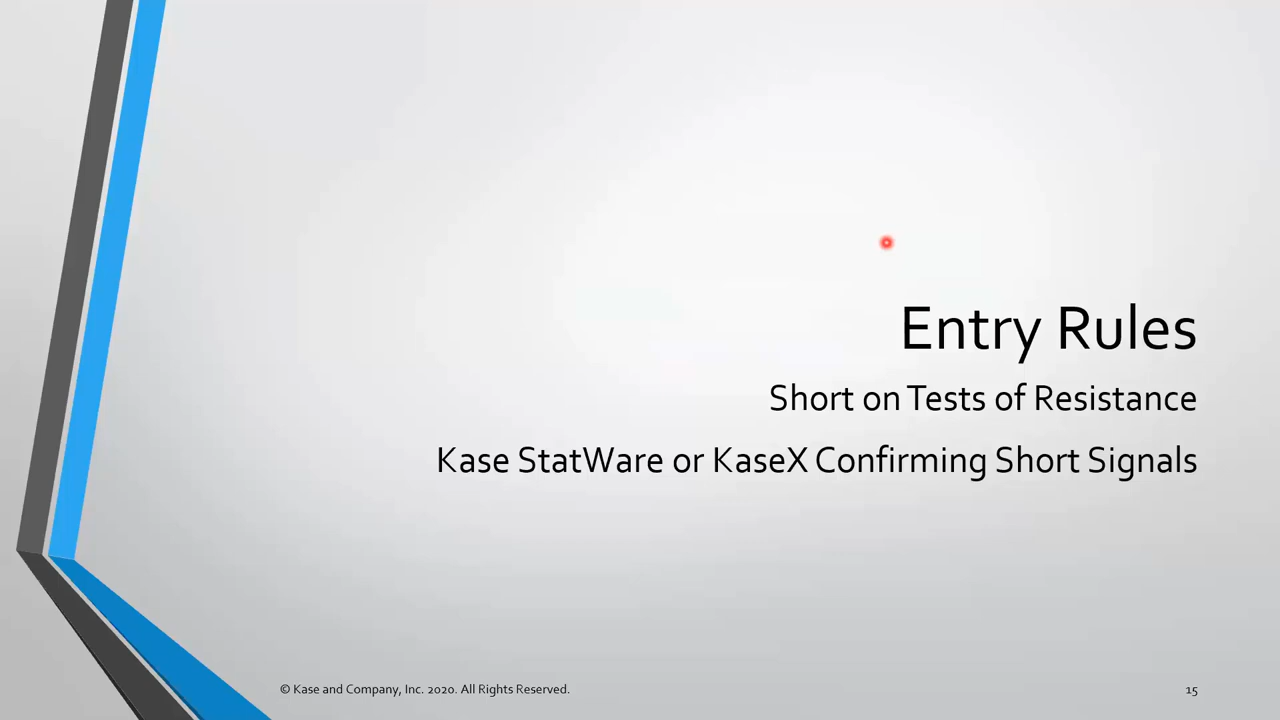 Entry Rules
Short on Tests of Resistance
Kase StatWare or KaseX Confirming Short Signals
© Kase and Company, Inc. 2020. All Rights Reserved.
15